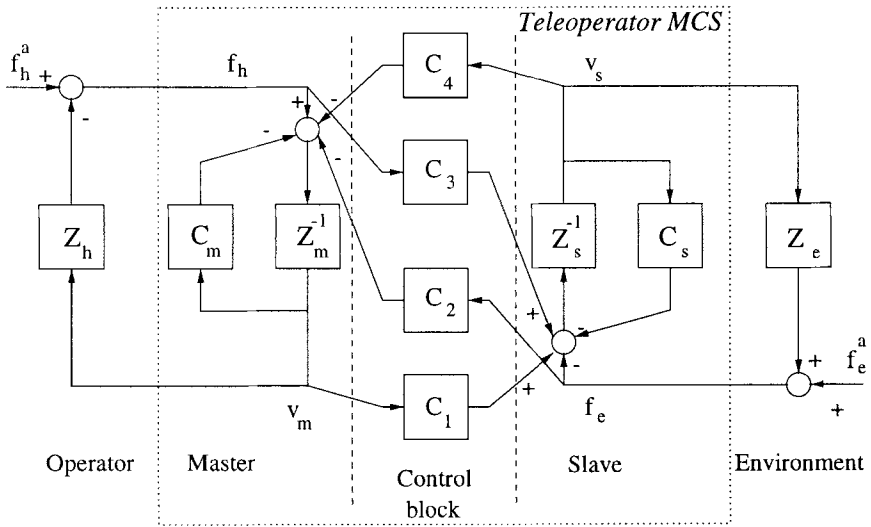 Teleoperator MCS
f_h^a
+
-
f_h
+
-
-
-
C_4
v_s
C_3
Z_h
C_m
Z_m^{-1}
Z_s^{-1}
C_s
Z_e
C_2
+
-
-
+
C_1
+
+
f_e^a
v_m
f_e
Operator
Master
Control
block
Slave
Environment